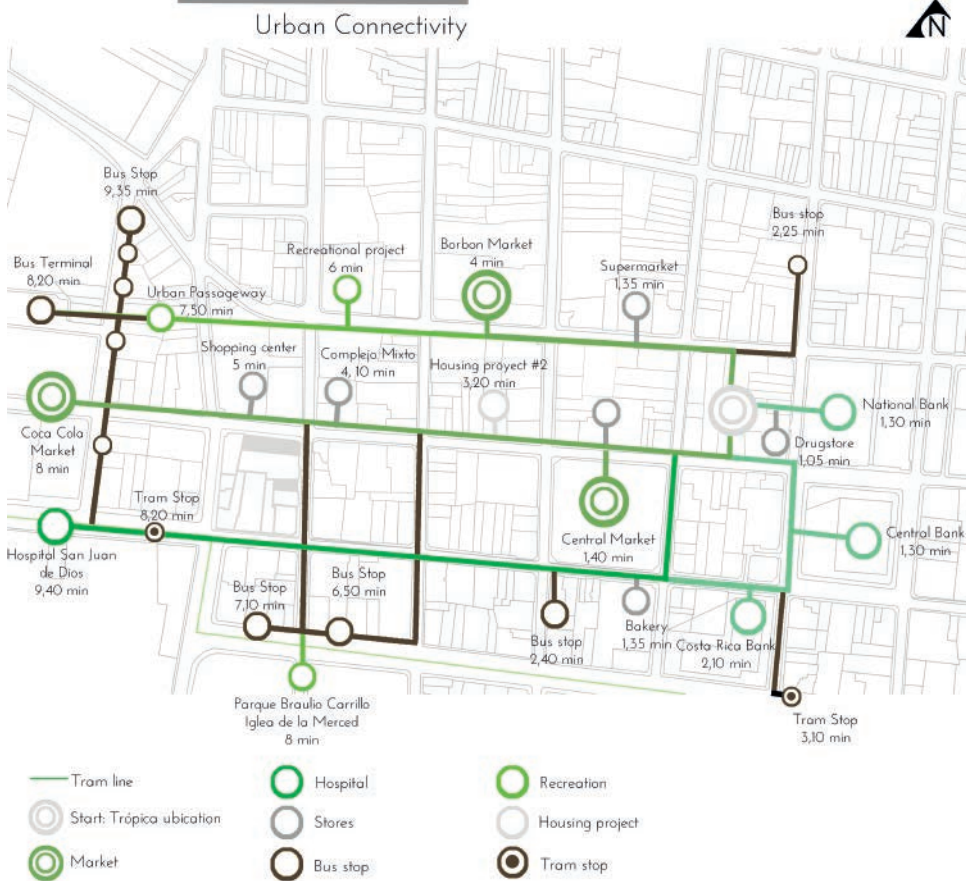 Urban Connectivity
N
Bus Stop
9,35 min
Bus stop
2,25 min
Recreational project
6 min
Borbon Market
4 min
Supermarket
1,35 min
Bus Terminal
8,20 min
Urban Passageway
7,50 min
Shopping center
5 min
Complejo Mixto
4, 10 min
Housing proyect #2
3,20 min
National Bank
1,30 min
Drugstore
1,05 min
Coca Cola
Market
8 min
Tram Stop
8,20 min
Central Market
1,40 min
Central Bank
1,30 min
Hospital San Juan
de Dios
9,40 min
Bus Stop
7,10 min
Bus Stop
6,50 min
Bus stop
2,40 min
Bakery
1,35 min
Costa Rica Bank
2,10 min
Parque Braulio Carrillo
Iglea de la Merced
8 min
Tram Stop
3,10 min
Tram line
Hospital
Recreation
Start: Trópica ubication
Stores
Housing project
Market
Bus stop
Tram stop